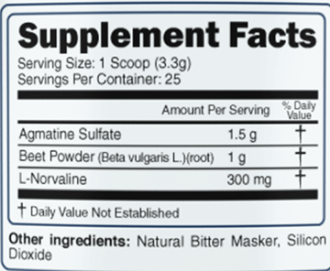 Supplement Facts
Serving Size: 1 Scoop (3.3g)
Servings Per Container: 25
Amount Per Serving % Daily Value
Agmatine Sulfate 1.5 g †
Beet Powder (Beta vulgaris L.)(root) 1 g †
L-Norvaline 300 mg †
† Daily Value Not Established
Other ingredients: Natural Bitter Masker, Silicon
Dioxide